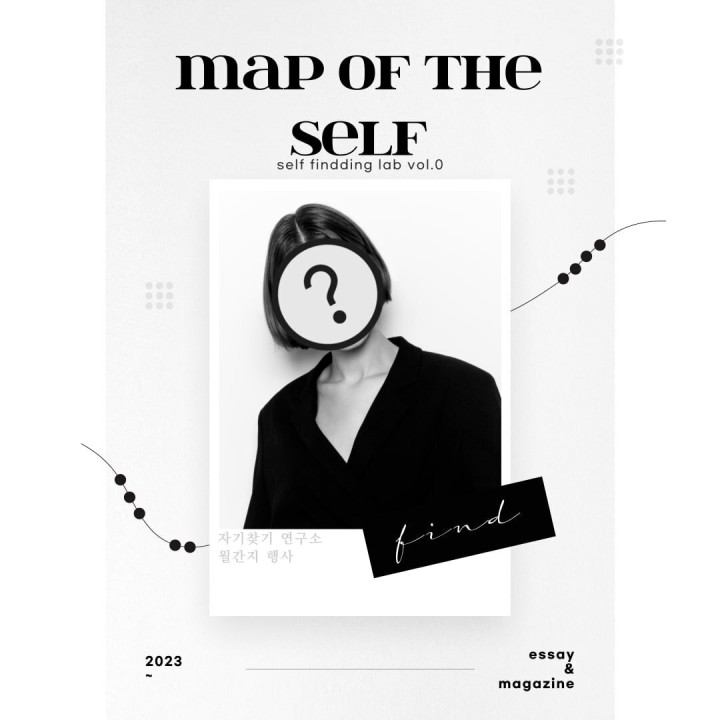 MaP OF THe
SeLF
self findding lab vol.0
?
자기찾기 연구소
월간지 행사
find
2023
~
essay
&
magazine